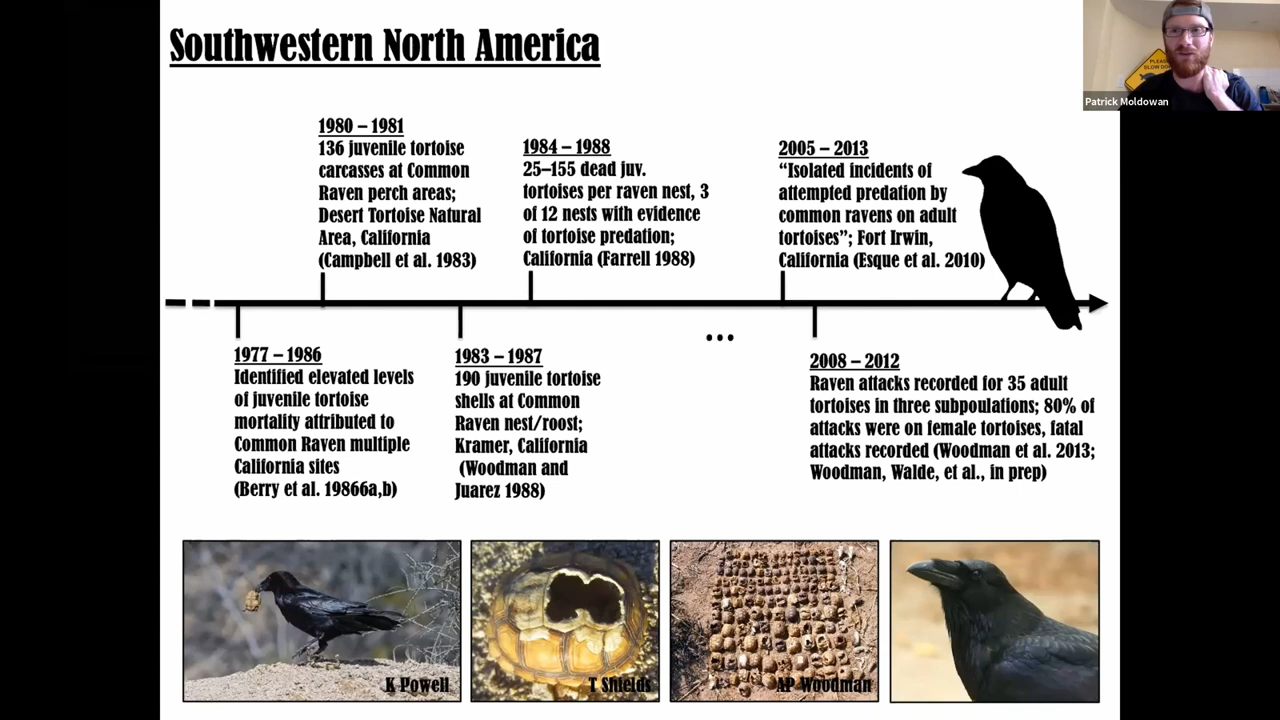 Southwestern North America
PLEASE
SLOW DOWN
Patrick Moldowan
1980 – 1981
136 juvenile tortoise
carcasses at Common
Raven perch areas;
Desert Tortoise Natural
Area, California
(Campbell et al. 1983)
1984 – 1988
25–155 dead juv.
tortoises per raven nest, 3
of 12 nests with evidence
of tortoise predation;
California (Farrell 1988)
2005 – 2013
“Isolated incidents of
attempted predation by
common ravens on adult
tortoises”; Fort Irwin,
California (Esque et al. 2010)
...
1977 – 1986
Identified elevated levels
of juvenile tortoise
mortality attributed to
Common Raven multiple
California sites
(Berry et al. 19866a,b)
1983 – 1987
190 juvenile tortoise
shells at Common
Raven nest/roost;
Kramer, California
(Woodman and
Juarez 1988)
2008 – 2012
Raven attacks recorded for 35 adult
tortoises in three subpoulations; 80% of
attacks were on female tortoises, fatal
attacks recorded (Woodman et al. 2013;
Woodman, Walde, et al., in prep)
K Powell
T Shields
AP Woodman